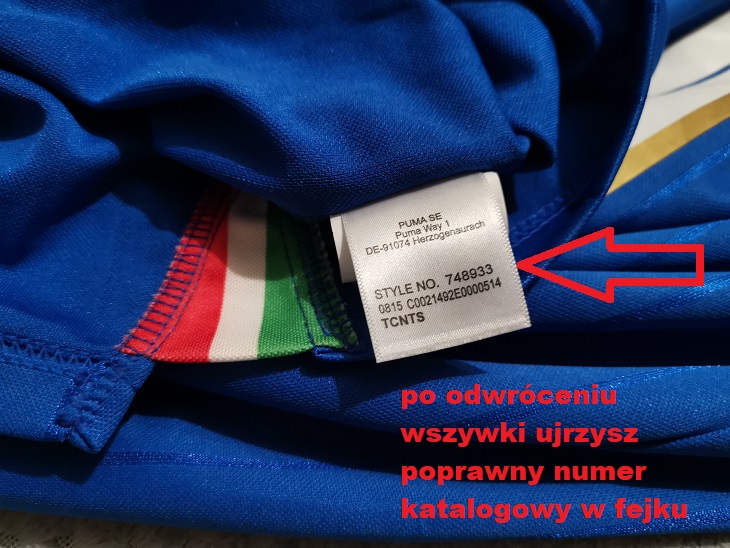 PUMA SE
Puma Way 1
DE-91074 Herzogenaurach
STYLE NO. 748933
0815 C0021492E0000514
TCNTS
po odwróceniu
wszywki ujrzysz
poprawny numer
katalogowy w fejku